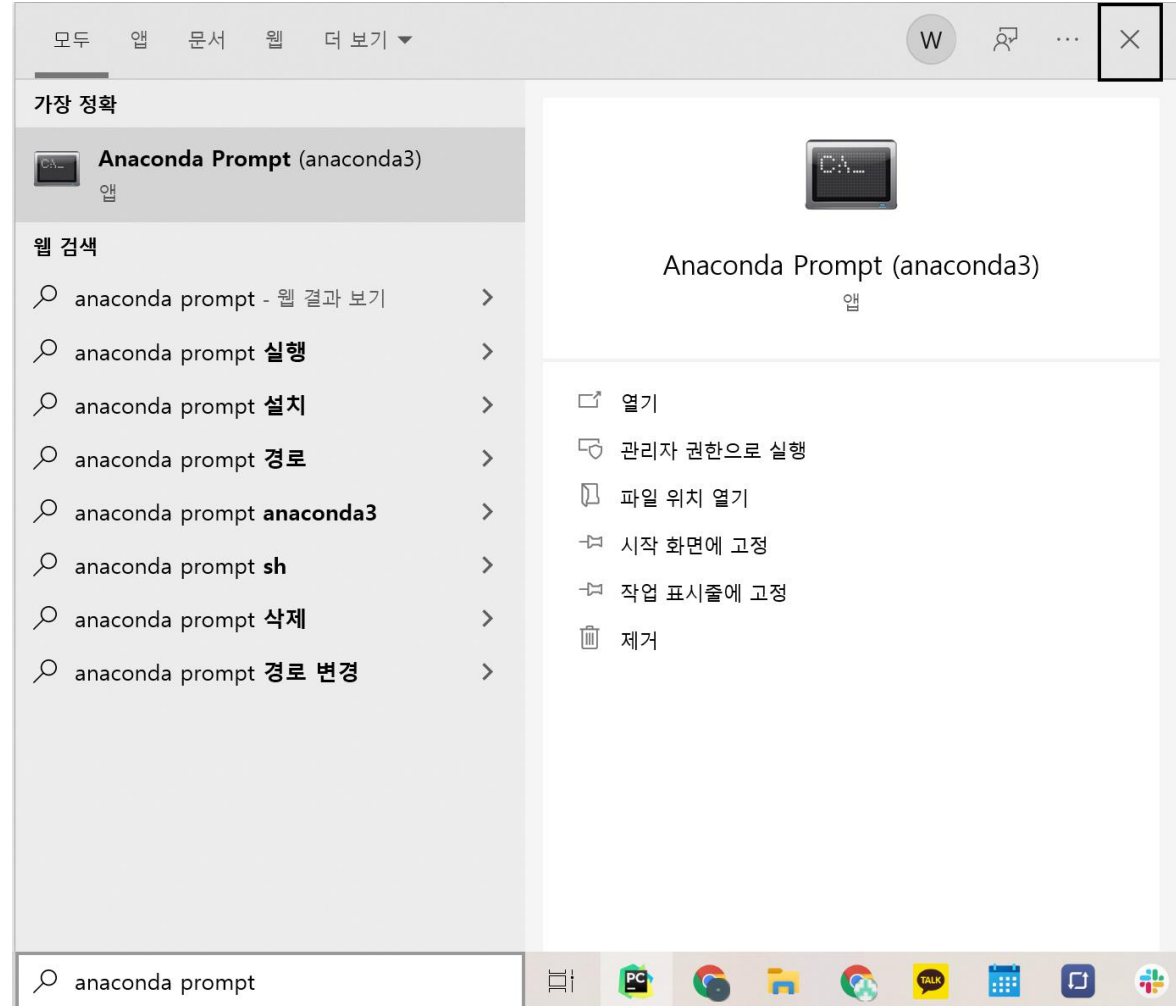 모두 앱 문서 웹 더 보기
W
가장 정확
Anaconda Prompt (anaconda3)
앱
웹 검색
anaconda prompt - 웹 결과 보기
anaconda prompt 실행
anaconda prompt 설치
anaconda prompt 경로
anaconda prompt anaconda3
anaconda prompt sh
anaconda prompt 삭제
anaconda prompt 경로 변경
C:\_
Anaconda Prompt (anaconda3)
앱
열기
관리자 권한으로 실행
파일 위치 열기
시작 화면에 고정
작업 표시줄에 고정
제거
anaconda prompt
PC
TALK